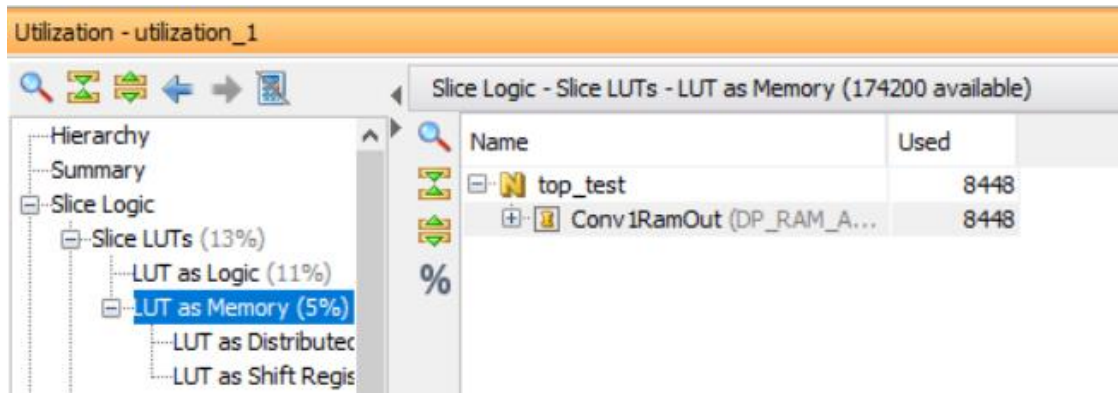 Utilization - utilization_1
Slice Logic - Slice LUTs - LUT as Memory (174200 available)
Hierarchy
Summary
Slice Logic
Slice LUTs (13%)
LUT as Logic (11%)
LUT as Memory (5%)
LUT as Distributed
LUT as Shift Regis
%
Name Used
top_test 8448
Conv1RamOut (DP_RAM_A... 8448